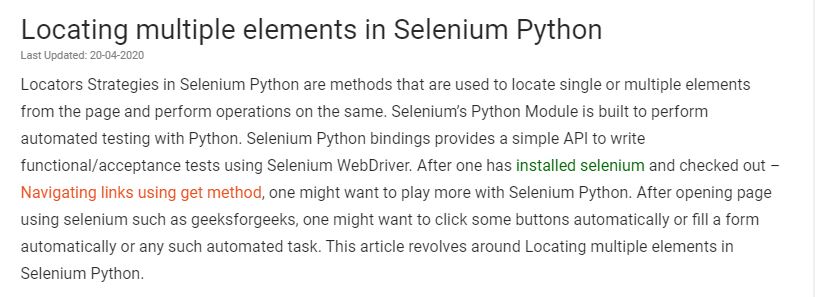 Locating multiple elements in Selenium Python
Last Updated: 20-04-2020
Locators Strategies in Selenium Python are methods that are used to locate single or multiple elements
from the page and perform operations on the same. Selenium’s Python Module is built to perform
automated testing with Python. Selenium Python bindings provides a simple API to write
functional/acceptance tests using Selenium WebDriver. After one has installed selenium and checked out –
Navigating links using get method, one might want to play more with Selenium Python. After opening page
using selenium such as geeksforgeeks, one might want to click some buttons automatically or fill a form
automatically or any such automated task. This article revolves around Locating multiple elements in
Selenium Python.